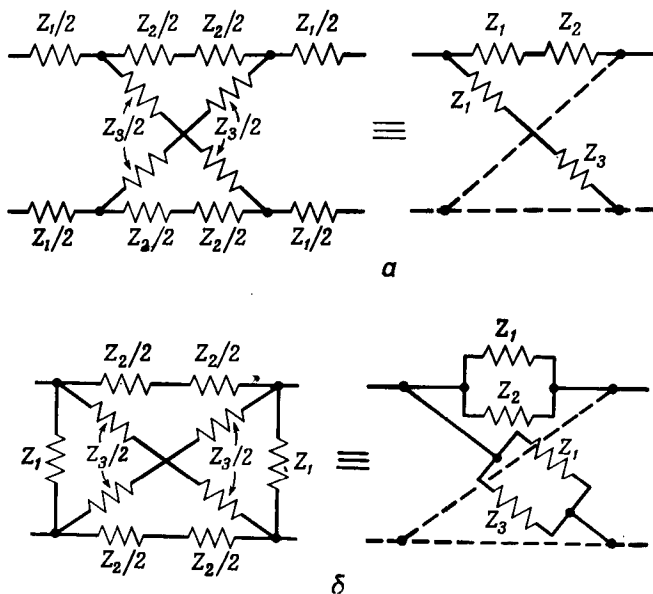 Z₁/2 Z₂/2 Z₂/2 Z₁/2
Z₃/2 Z₃/2
Z₁/2 Z₂/2 Z₂/2 Z₁/2
≡
Z₁ Z₂
Z₁
Z₃
а
Z₂/2 Z₂/2
Z₁ Z₃/2 Z₃/2 Z₁
Z₂/2
Z₂/2
≡
Z₁
Z₂
Z₁
Z₃
б